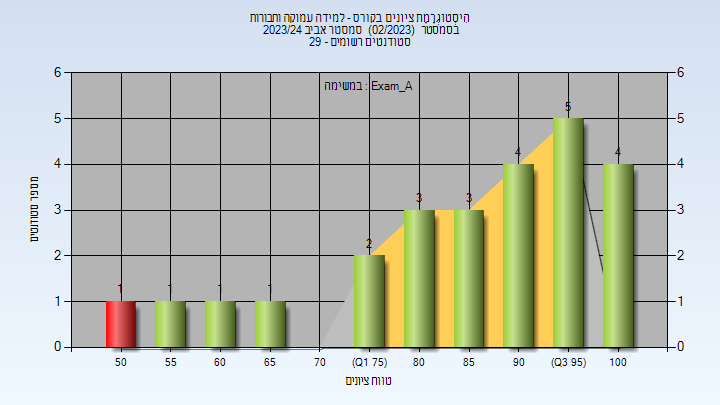 היסטוגרמת ציונים בקורס - למידה עמוקה וחבורות
בסמסטר (02/2023) סמסטר אביב 2023/24
סטודנטים רשומים - 29
במשימה : Exam_A
6 6
5 5
4 4
3 3
2 2
1 1
0 0
1 1 1 1 2 3 3 4 5 4
מספר סטודנטים
50 55 60 65 70 (Q1 75) 80 85 90 (Q3 95) 100
טווח ציונים